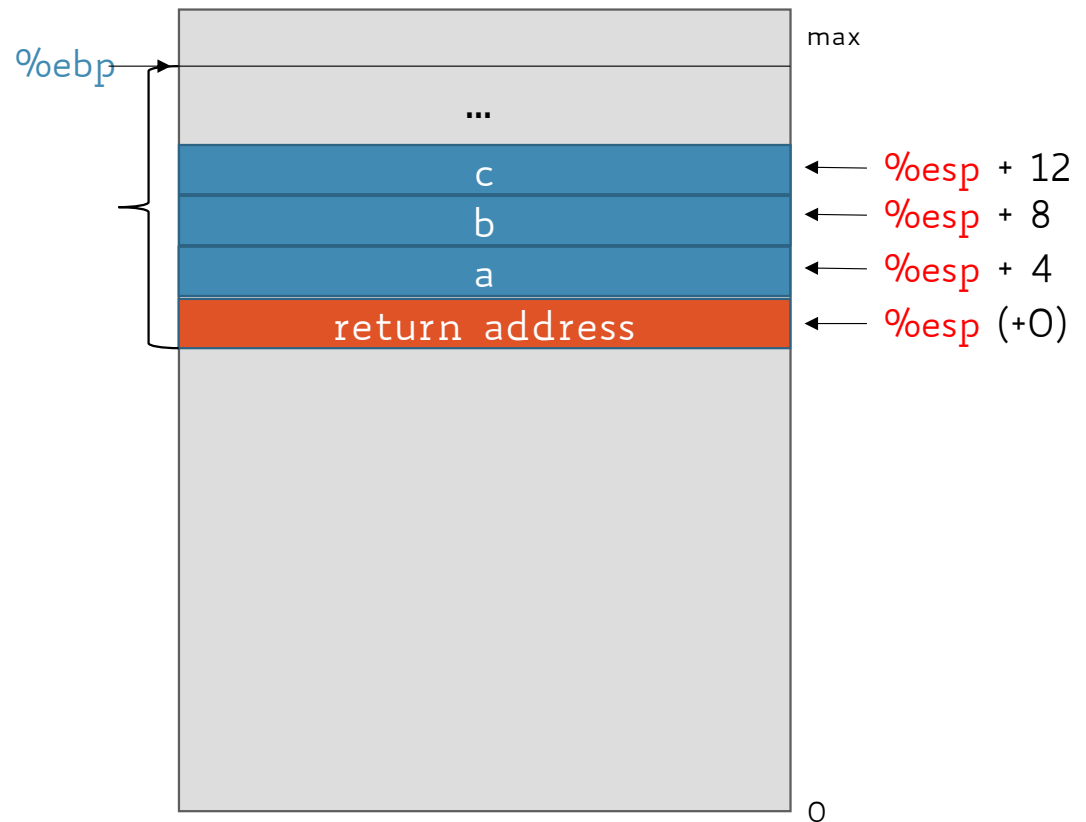 max
%ebp
...
c
%esp + 12
b
%esp + 8
a
%esp + 4
return address
%esp (+0)
0